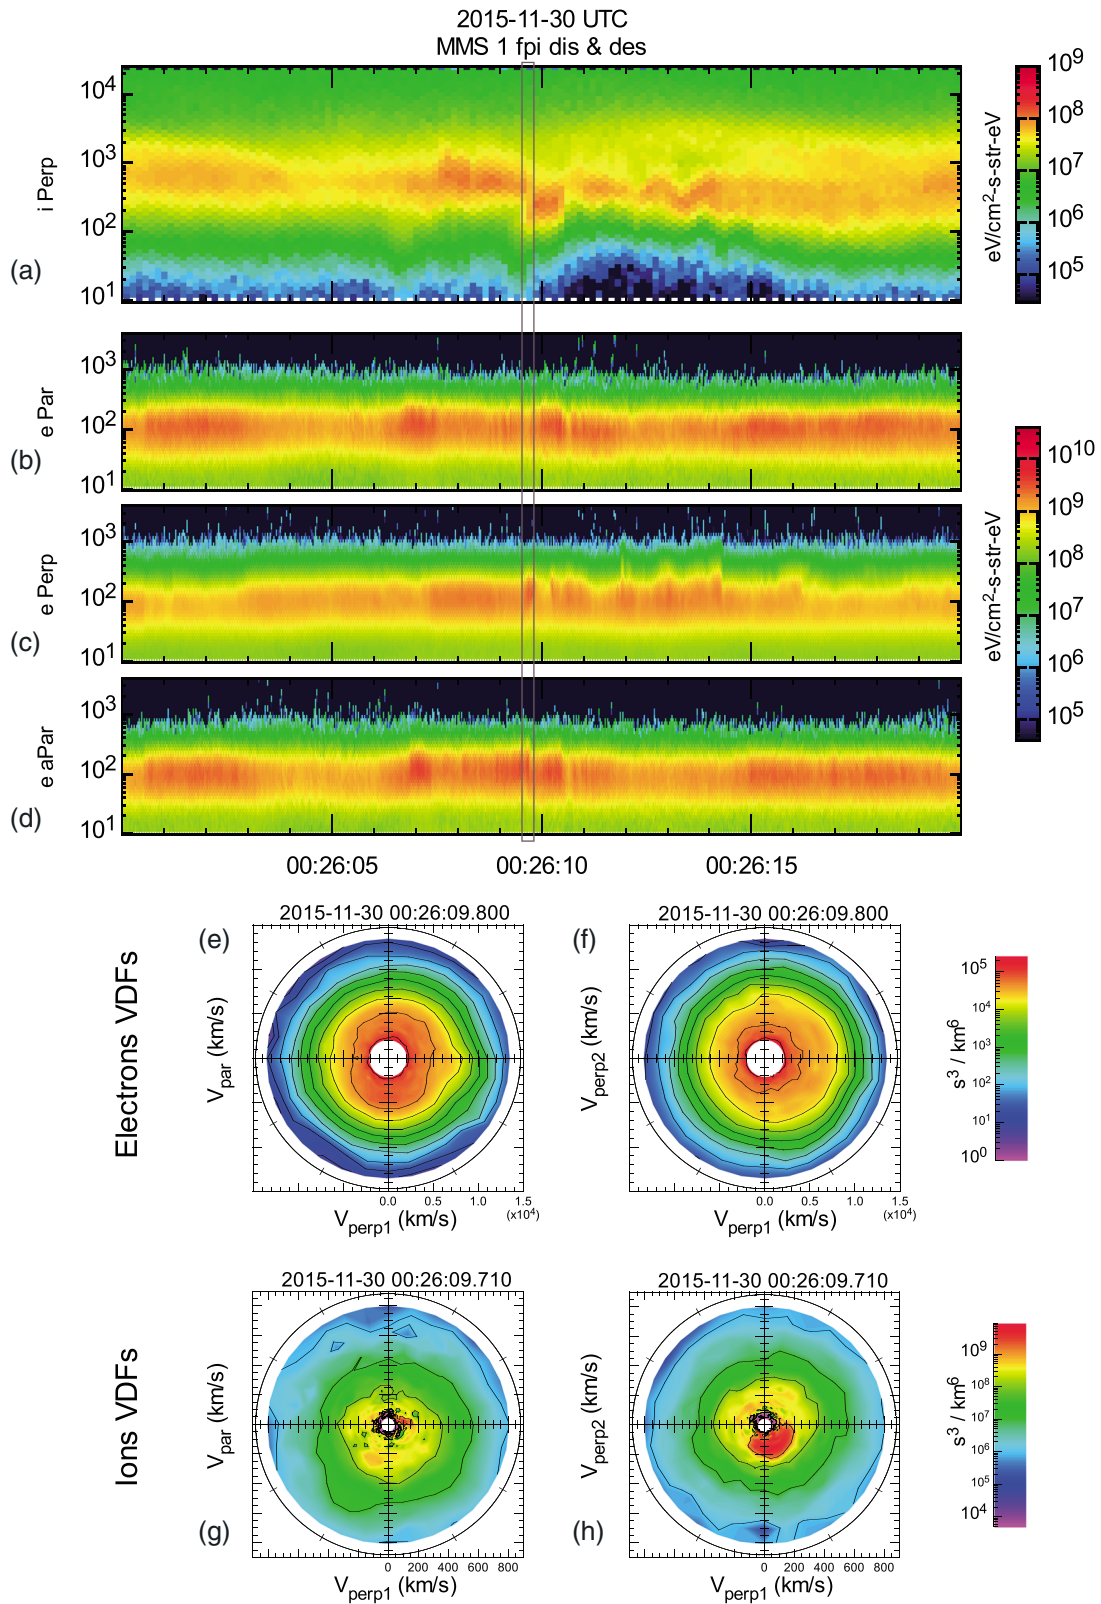 2015-11-30 UTC
MMS 1 fpi dis & des
(a)
i Perp
10⁴
10³
10²
10¹
eV/cm²-s-str-eV
10⁹
10⁸
10⁷
10⁶
10⁵
(b)
e Par
10³
10²
10¹
(c)
e Perp
10³
10²
10¹
(d)
e aPar
10³
10²
10¹
eV/cm²-s-str-eV
10¹⁰
10⁹
10⁸
10⁷
10⁶
10⁵
00:26:05 00:26:10 00:26:15
Electrons VDFs
(e)
2015-11-30 00:26:09.800
V_par (km/s)
0.0 0.5 1.0 1.5
(x10⁴)
V_perp1 (km/s)
(f)
2015-11-30 00:26:09.800
V_perp2 (km/s)
0.0 0.5 1.0 1.5
(x10⁴)
V_perp1 (km/s)
s³ / km⁶
10⁵
10⁴
10³
10²
10¹
10⁰
Ions VDFs
(g)
2015-11-30 00:26:09.710
V_par (km/s)
0 200 400 600 800
V_perp1 (km/s)
(h)
2015-11-30 00:26:09.710
V_perp2 (km/s)
0 200 400 600 800
V_perp1 (km/s)
s³ / km⁶
10⁹
10⁸
10⁷
10⁶
10⁵
10⁴